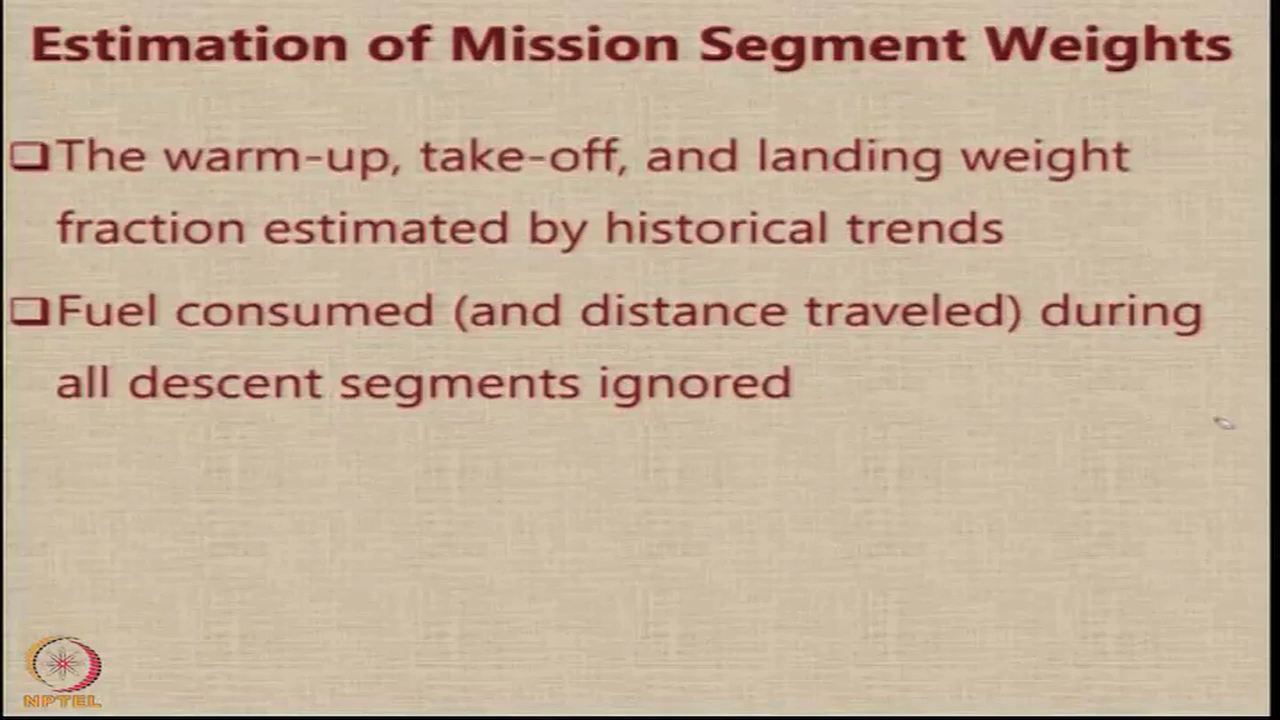 Estimation of Mission Segment Weights
The warm-up, take-off, and landing weight
fraction estimated by historical trends
Fuel consumed (and distance traveled) during
all descent segments ignored
NPTEL